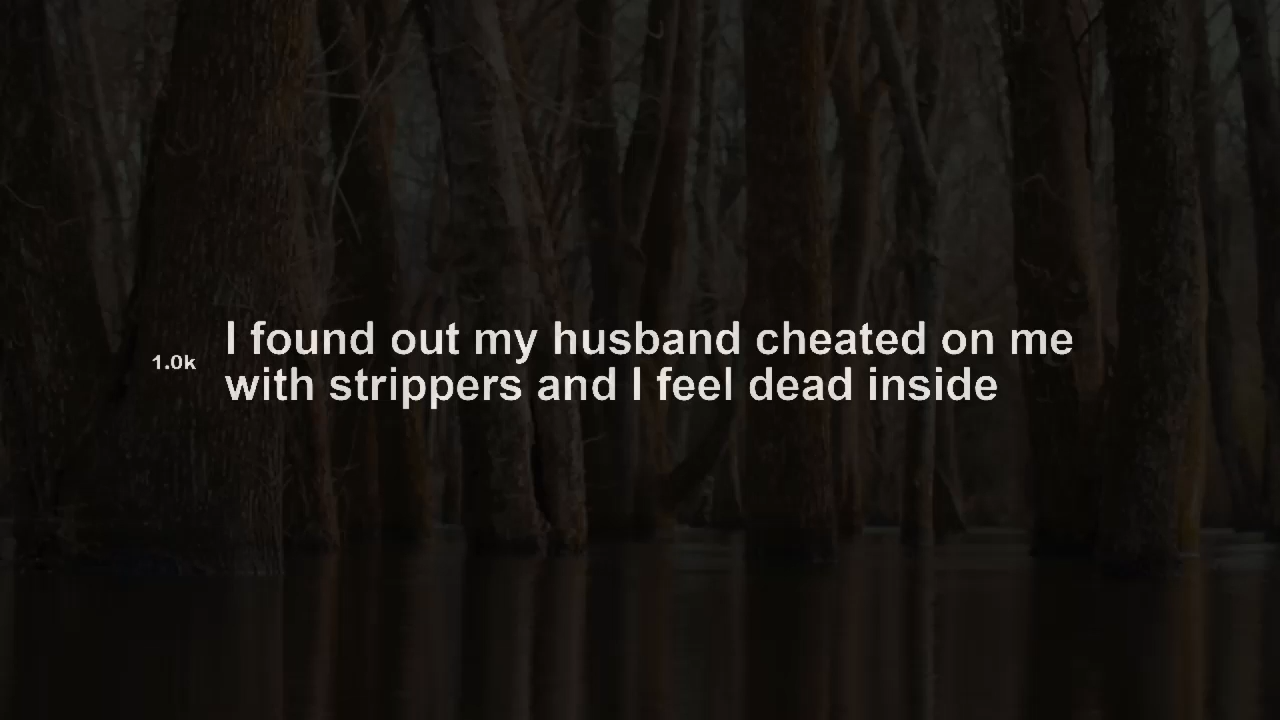 1.0k
I found out my husband cheated on me
with strippers and I feel dead inside